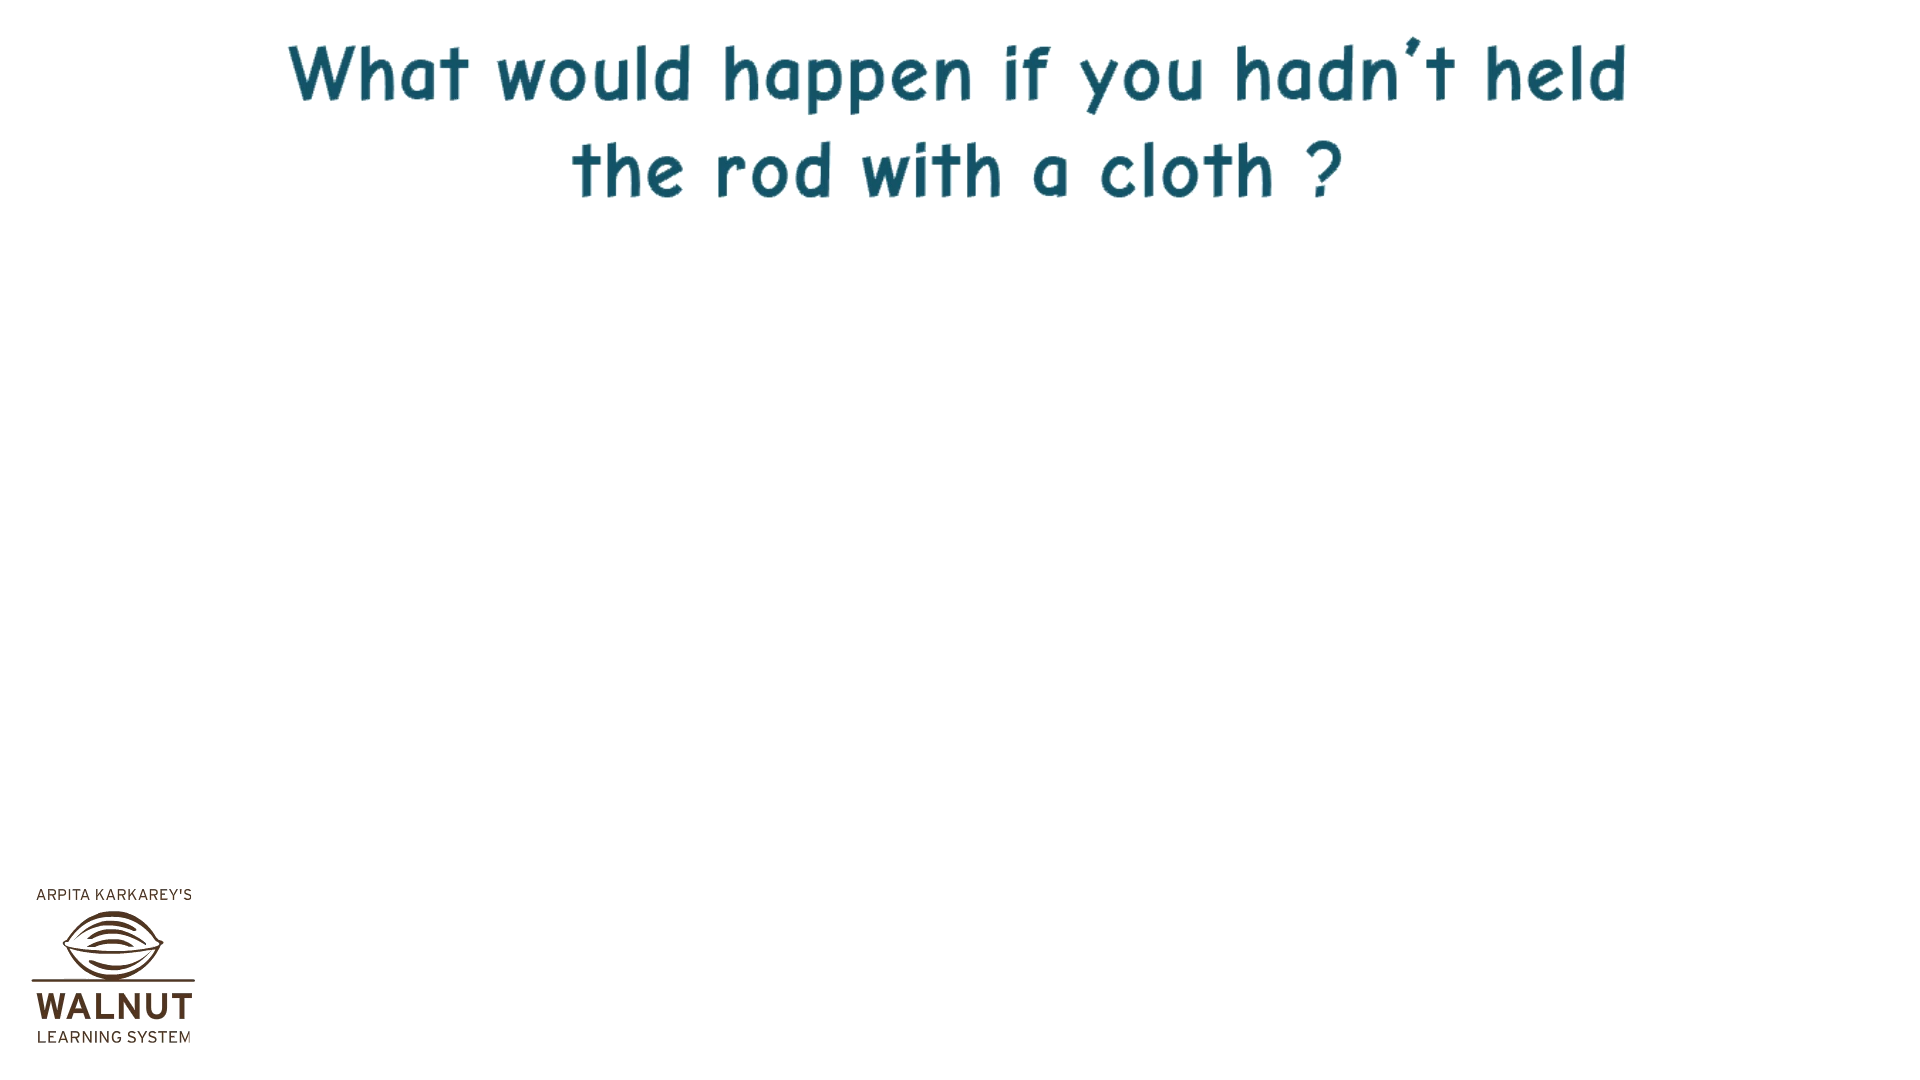 What would happen if you hadn't held
the rod with a cloth ?
ARPITA KARKAREY'S
WALNUT
LEARNING SYSTEM